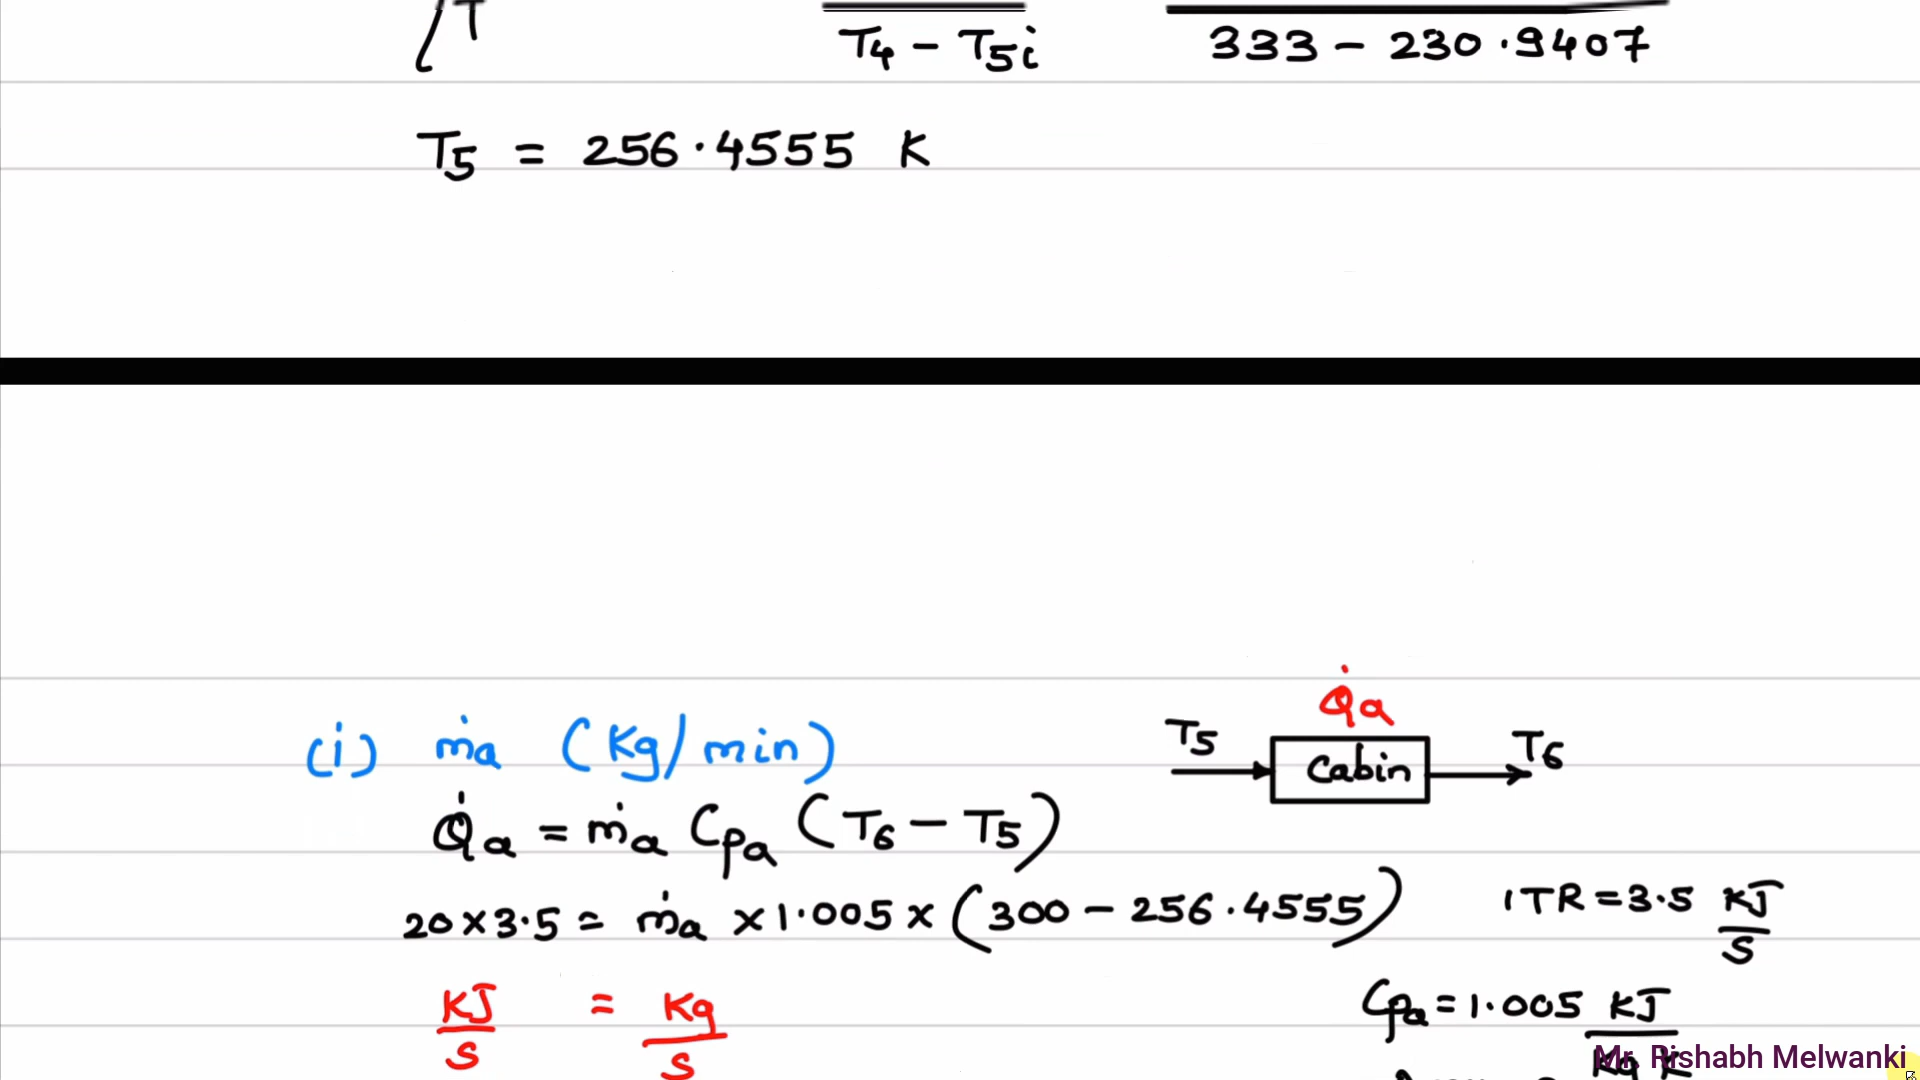 T4 - T5i 333 - 230.9407
T5 = 256.4555 K
(i) ṁa (Kg/min)
Q̇a
T5 Cabin T6
Q̇a = ṁa Cpa (T6 - T5)
20 × 3.5 = ṁa × 1.005 × (300 - 256.4555) 1TR = 3.5 KJ/S
KJ/S = Kg/S
Cpa = 1.005 KJ/Kg K
Mr. Rishabh Melwanki